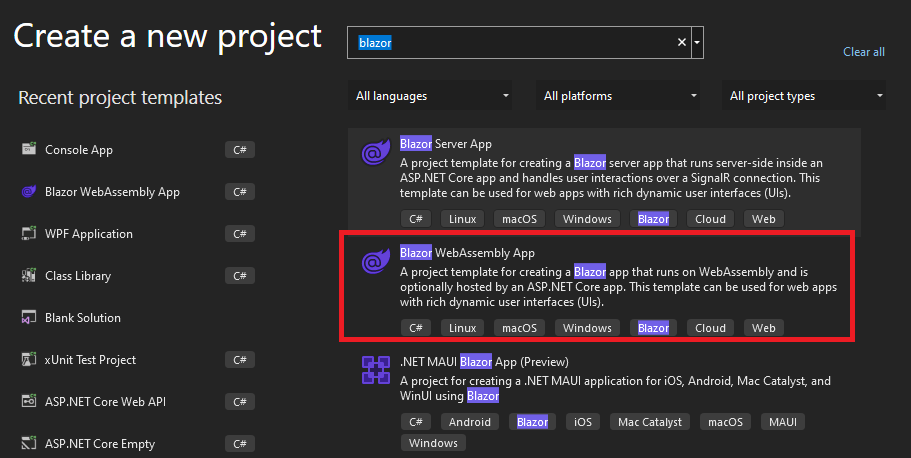 Create a new project
blazor
Clear all
Recent project templates
All languages
All platforms
All project types
Console App
C#
Blazor WebAssembly App
C#
WPF Application
C#
Class Library
C#
Blank Solution
xUnit Test Project
C#
ASP.NET Core Web API
C#
ASP.NET Core Empty
C#
Blazor Server App
A project template for creating a Blazor server app that runs server-side inside an
ASP.NET Core app and handles user interactions over a SignalR connection. This
template can be used for web apps with rich dynamic user interfaces (UIs).
C# Linux macOS Windows Blazor Cloud Web
Blazor WebAssembly App
A project template for creating a Blazor app that runs on WebAssembly and is
optionally hosted by an ASP.NET Core app. This template can be used for web apps
with rich dynamic user interfaces (UIs).
C# Linux macOS Windows Blazor Cloud Web
.NET MAUI Blazor App (Preview)
A project for creating a .NET MAUI application for iOS, Android, Mac Catalyst, and
WinUI using Blazor
C# Android Blazor iOS Mac Catalyst macOS MAUI
Windows